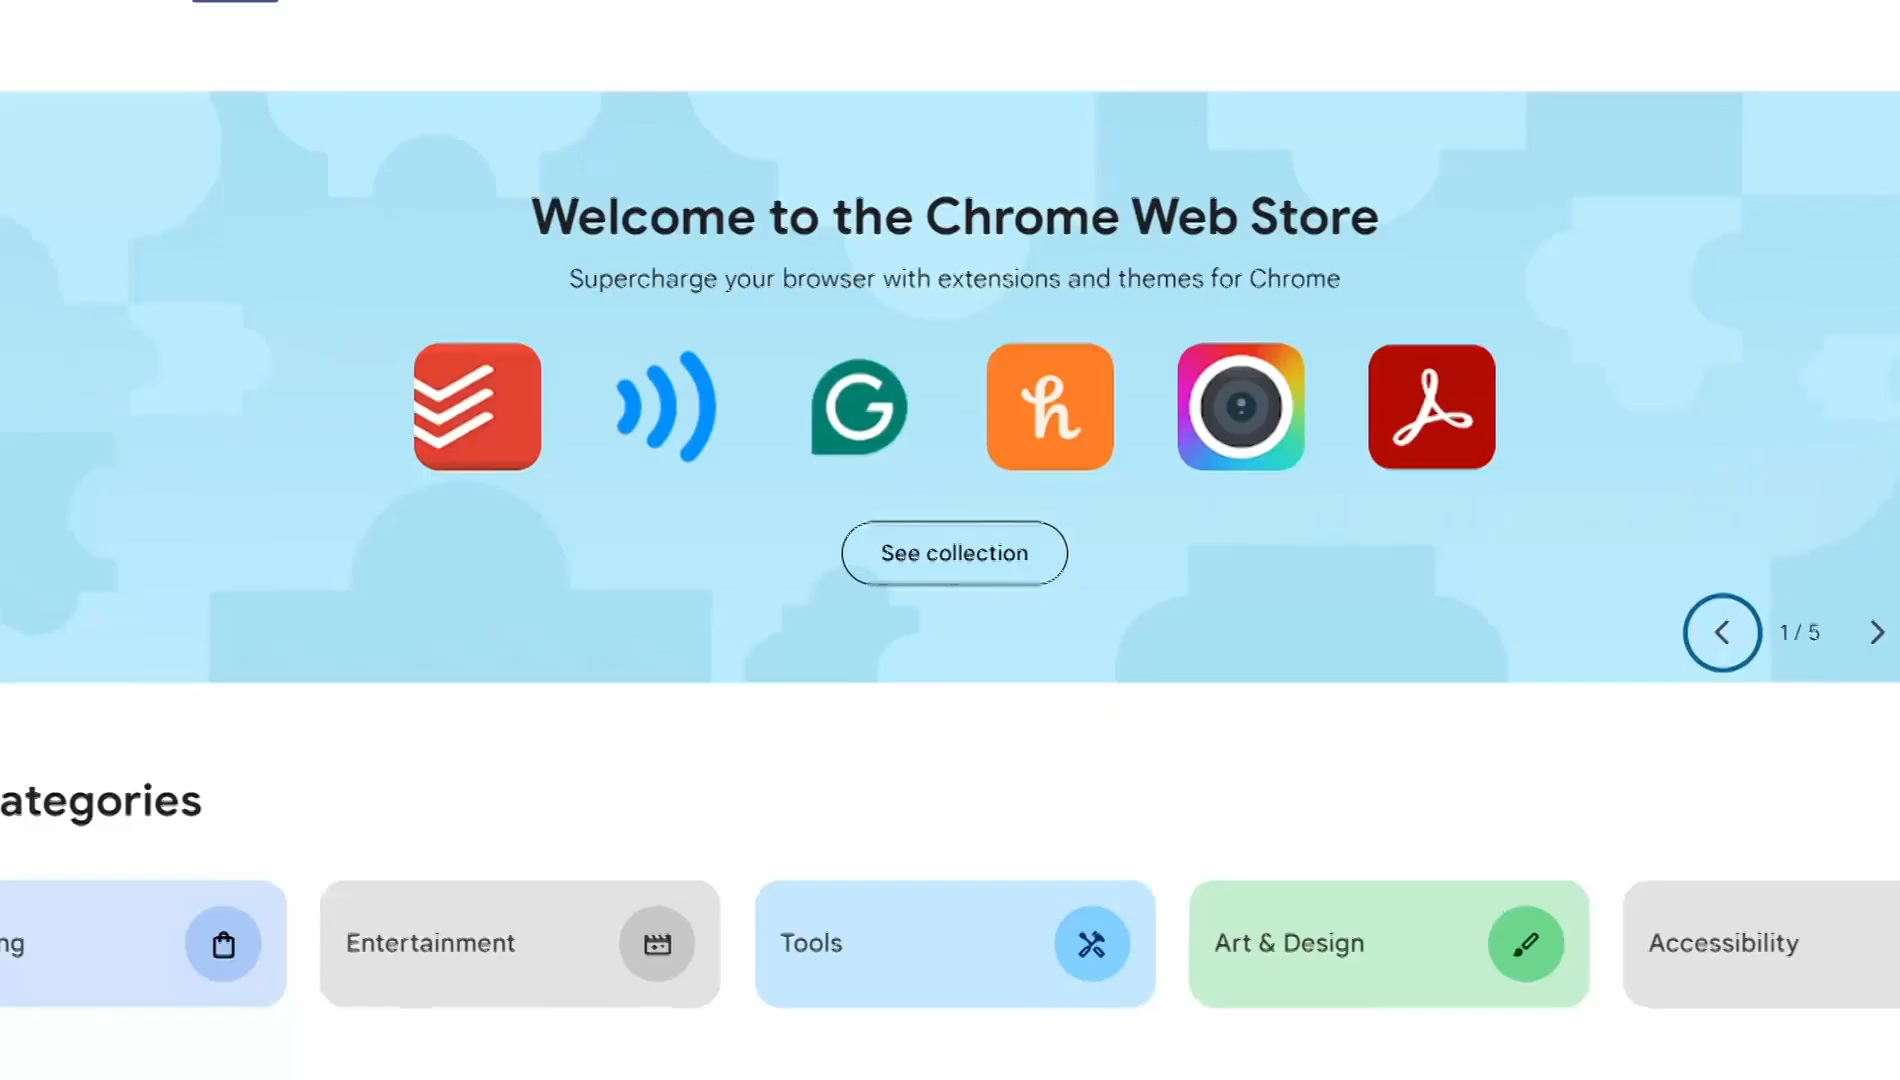 Welcome to the Chrome Web Store
Supercharge your browser with extensions and themes for Chrome
See collection
1 / 5
ategories
ng
Entertainment
Tools
Art & Design
Accessibility